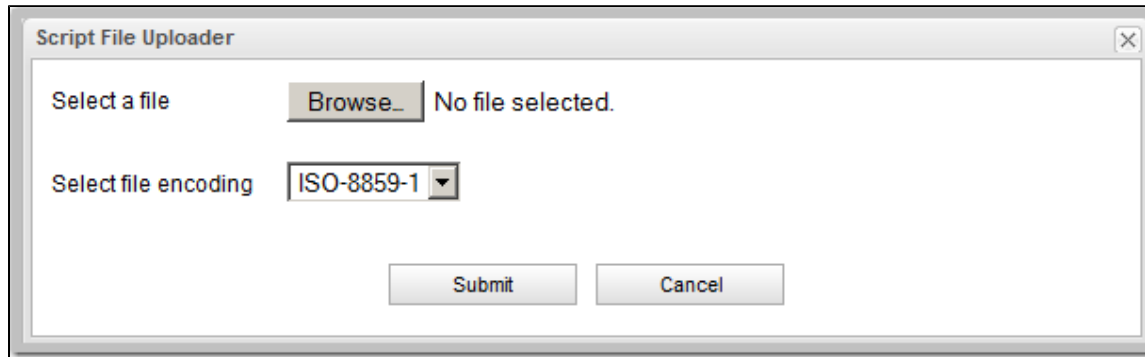 Script File Uploader
Select a file Browse... No file selected.
Select file encoding ISO-8859-1
Submit Cancel